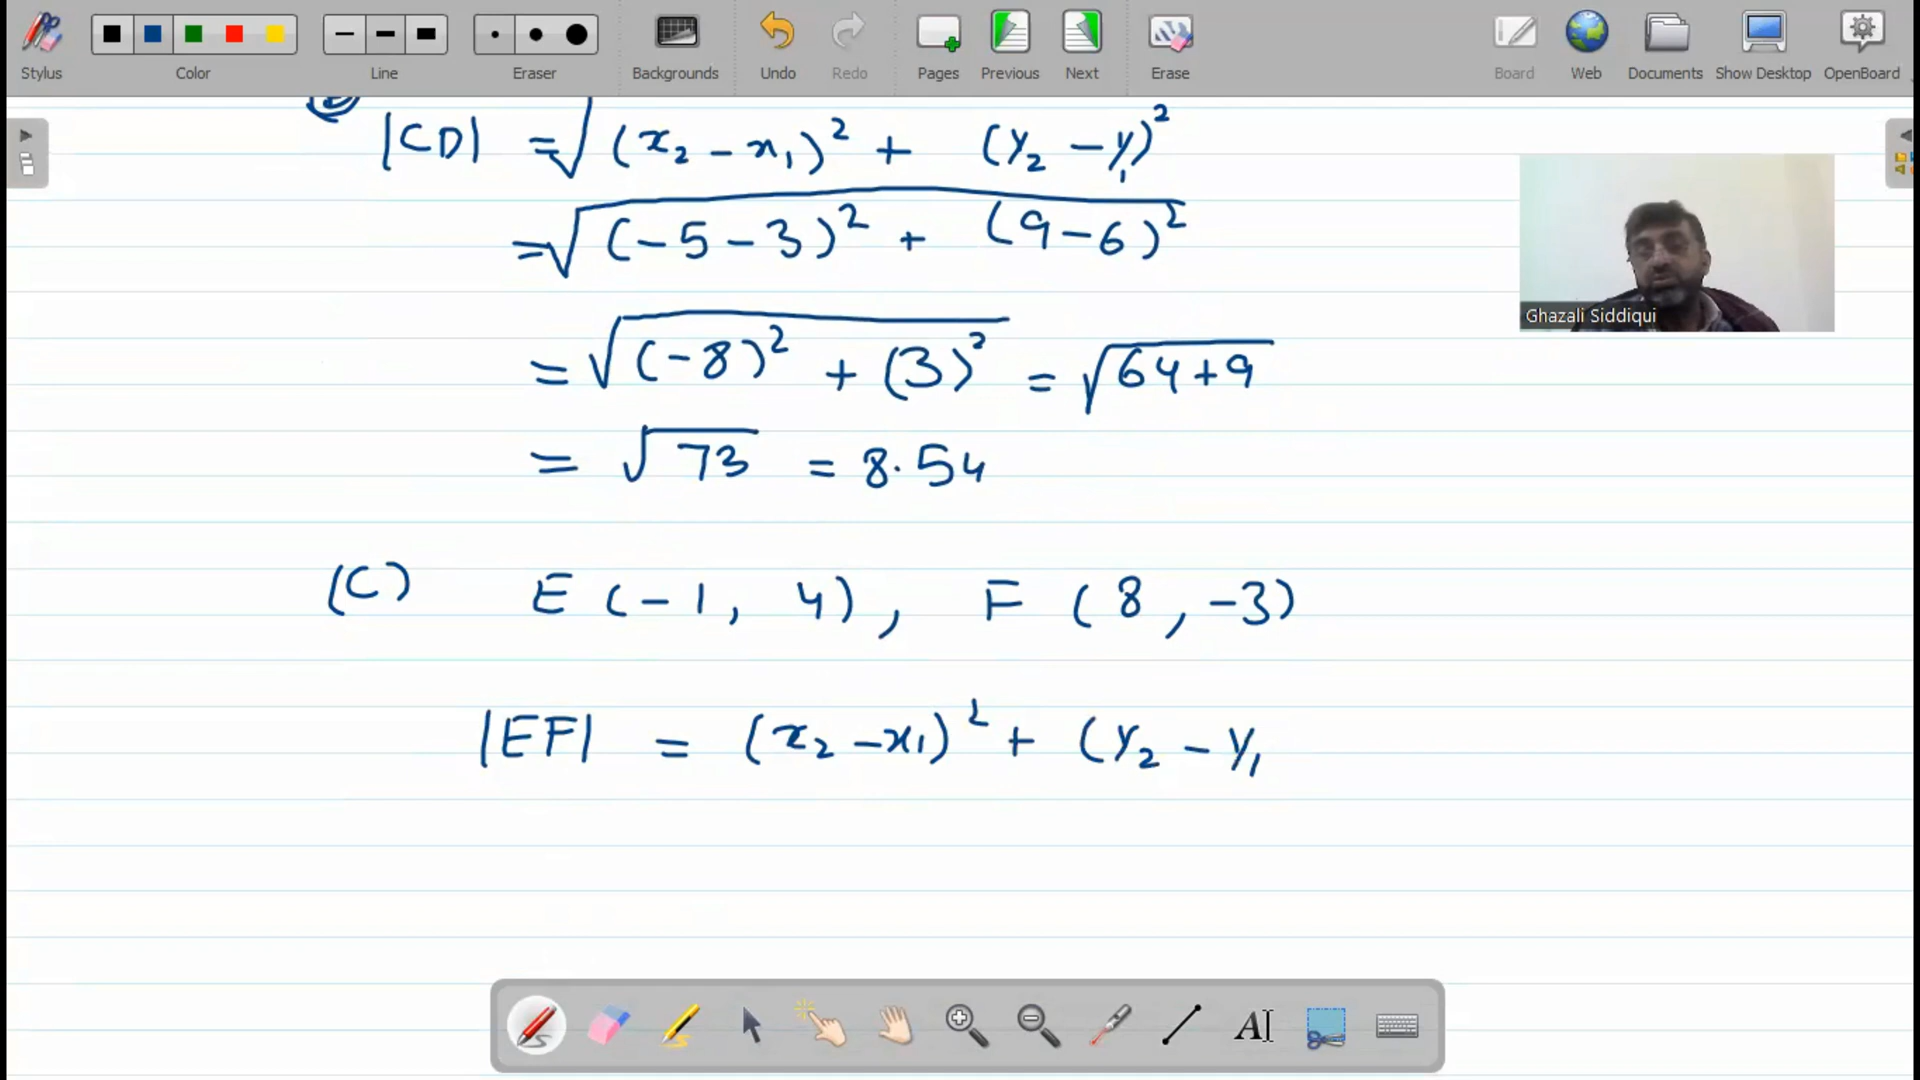 Stylus Color Line Eraser Backgrounds Undo Redo Pages Previous Next Erase Board Web Documents Show Desktop OpenBoard
|CD| = √(x₂ - x₁)² + (y₂ - y₁)²
= √(-5-3)² + (9-6)²
Ghazali Siddiqui
= √(-8)² + (3)² = √64+9
= √73 = 8.54
(C) E (-1, 4), F (8, -3)
|EF| = (x₂ - x₁)² + (y₂ - y₁